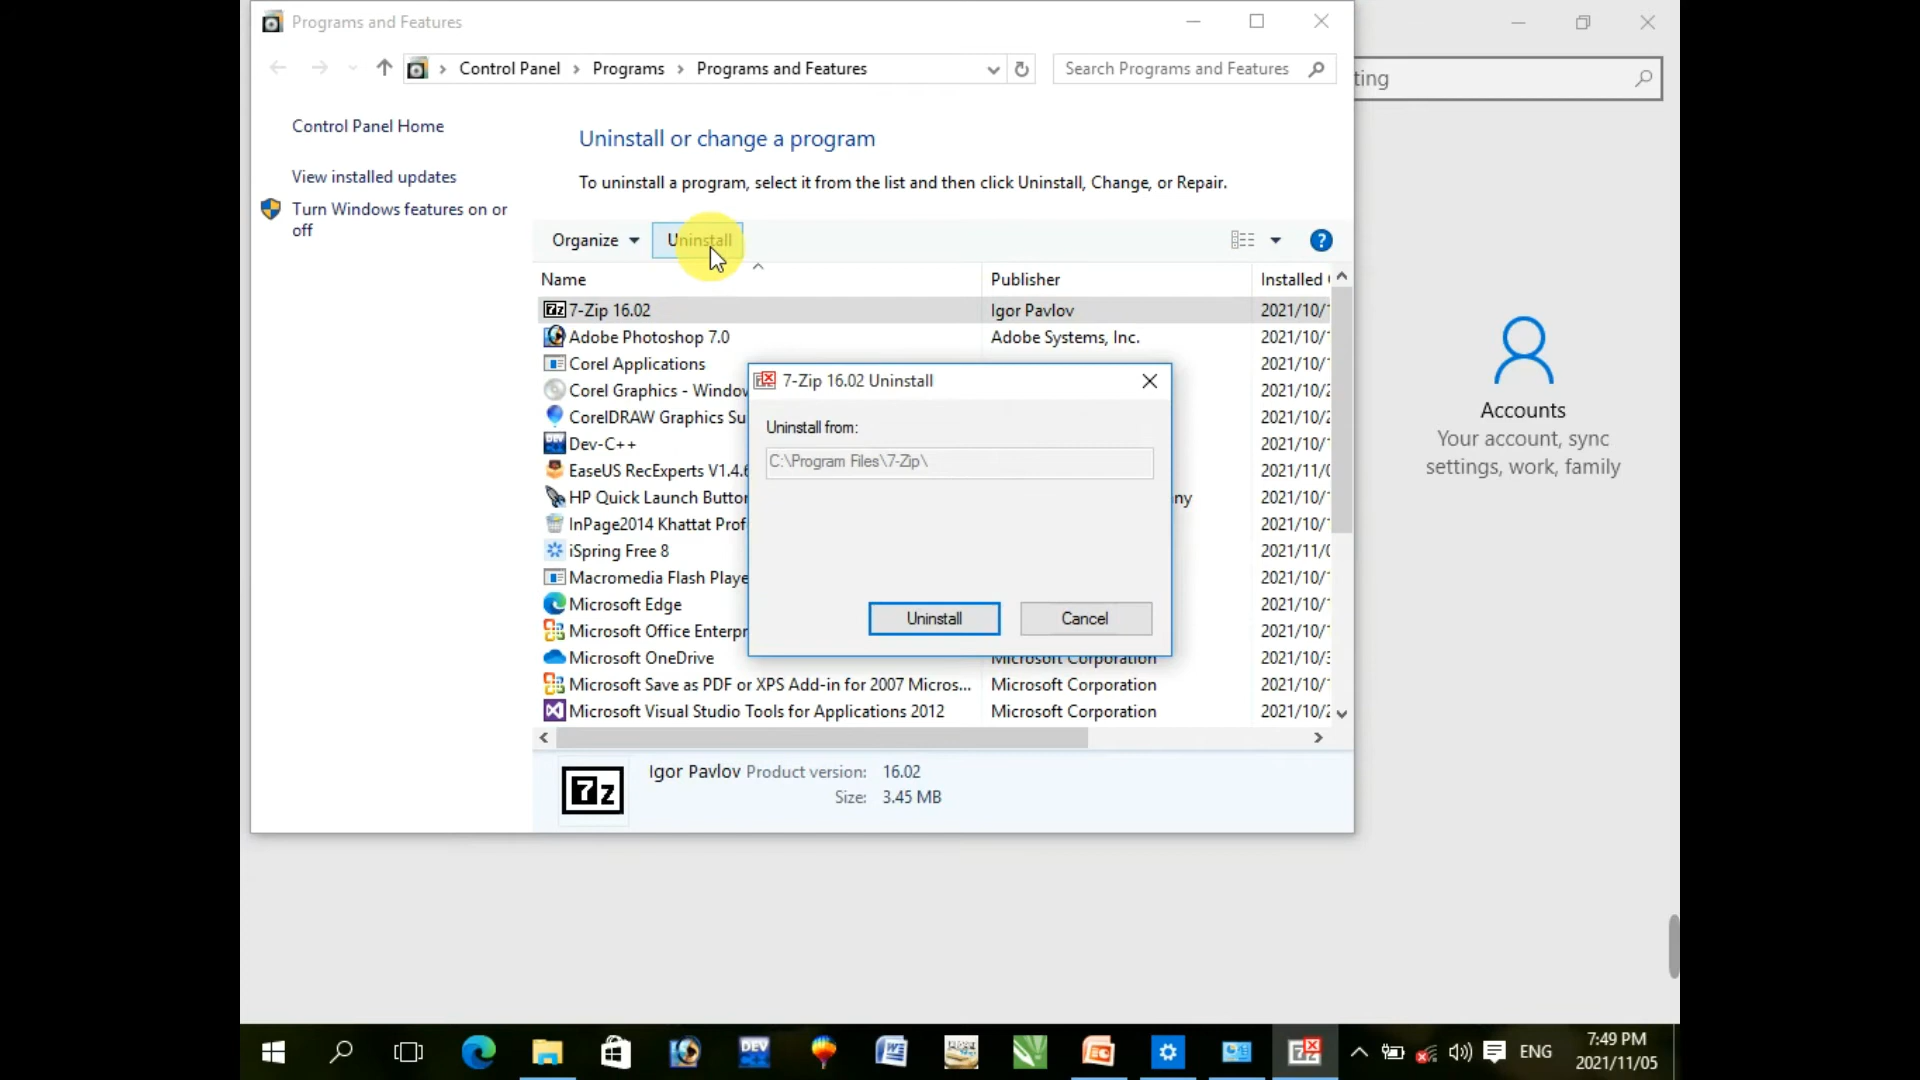 Programs and Features
Control Panel > Programs > Programs and Features
Search Programs and Features
ting
Control Panel Home
View installed updates
Turn Windows features on or
off
Uninstall or change a program
To uninstall a program, select it from the list and then click Uninstall, Change, or Repair.
Organize
Uninstall
Name
Publisher
Installed
7-Zip 16.02
Igor Pavlov
2021/10/
Adobe Photoshop 7.0
Adobe Systems, Inc.
2021/10/
Corel Applications
2021/10/
Corel Graphics - Window
2021/10/2
CorelDRAW Graphics Su
2021/10/2
Dev-C++
2021/10/
EaseUS RecExperts V1.4.6
2021/11/0
HP Quick Launch Button
ny
2021/10/
InPage2014 Khattat Prof
2021/10/
iSpring Free 8
2021/11/0
Macromedia Flash Playe
2021/10/
Microsoft Edge
2021/10/
Microsoft Office Enterpr
2021/10/
Microsoft OneDrive
Microsoft Corporation
2021/10/3
Microsoft Save as PDF or XPS Add-in for 2007 Micros...
Microsoft Corporation
2021/10/
Microsoft Visual Studio Tools for Applications 2012
Microsoft Corporation
2021/10/2
7-Zip 16.02 Uninstall
Uninstall from:
C:\Program Files\7-Zip\
Uninstall
Cancel
7z
Igor Pavlov Product version: 16.02
Size: 3.45 MB
Accounts
Your account, sync
settings, work, family
DEV
ENG
7:49 PM
2021/11/05